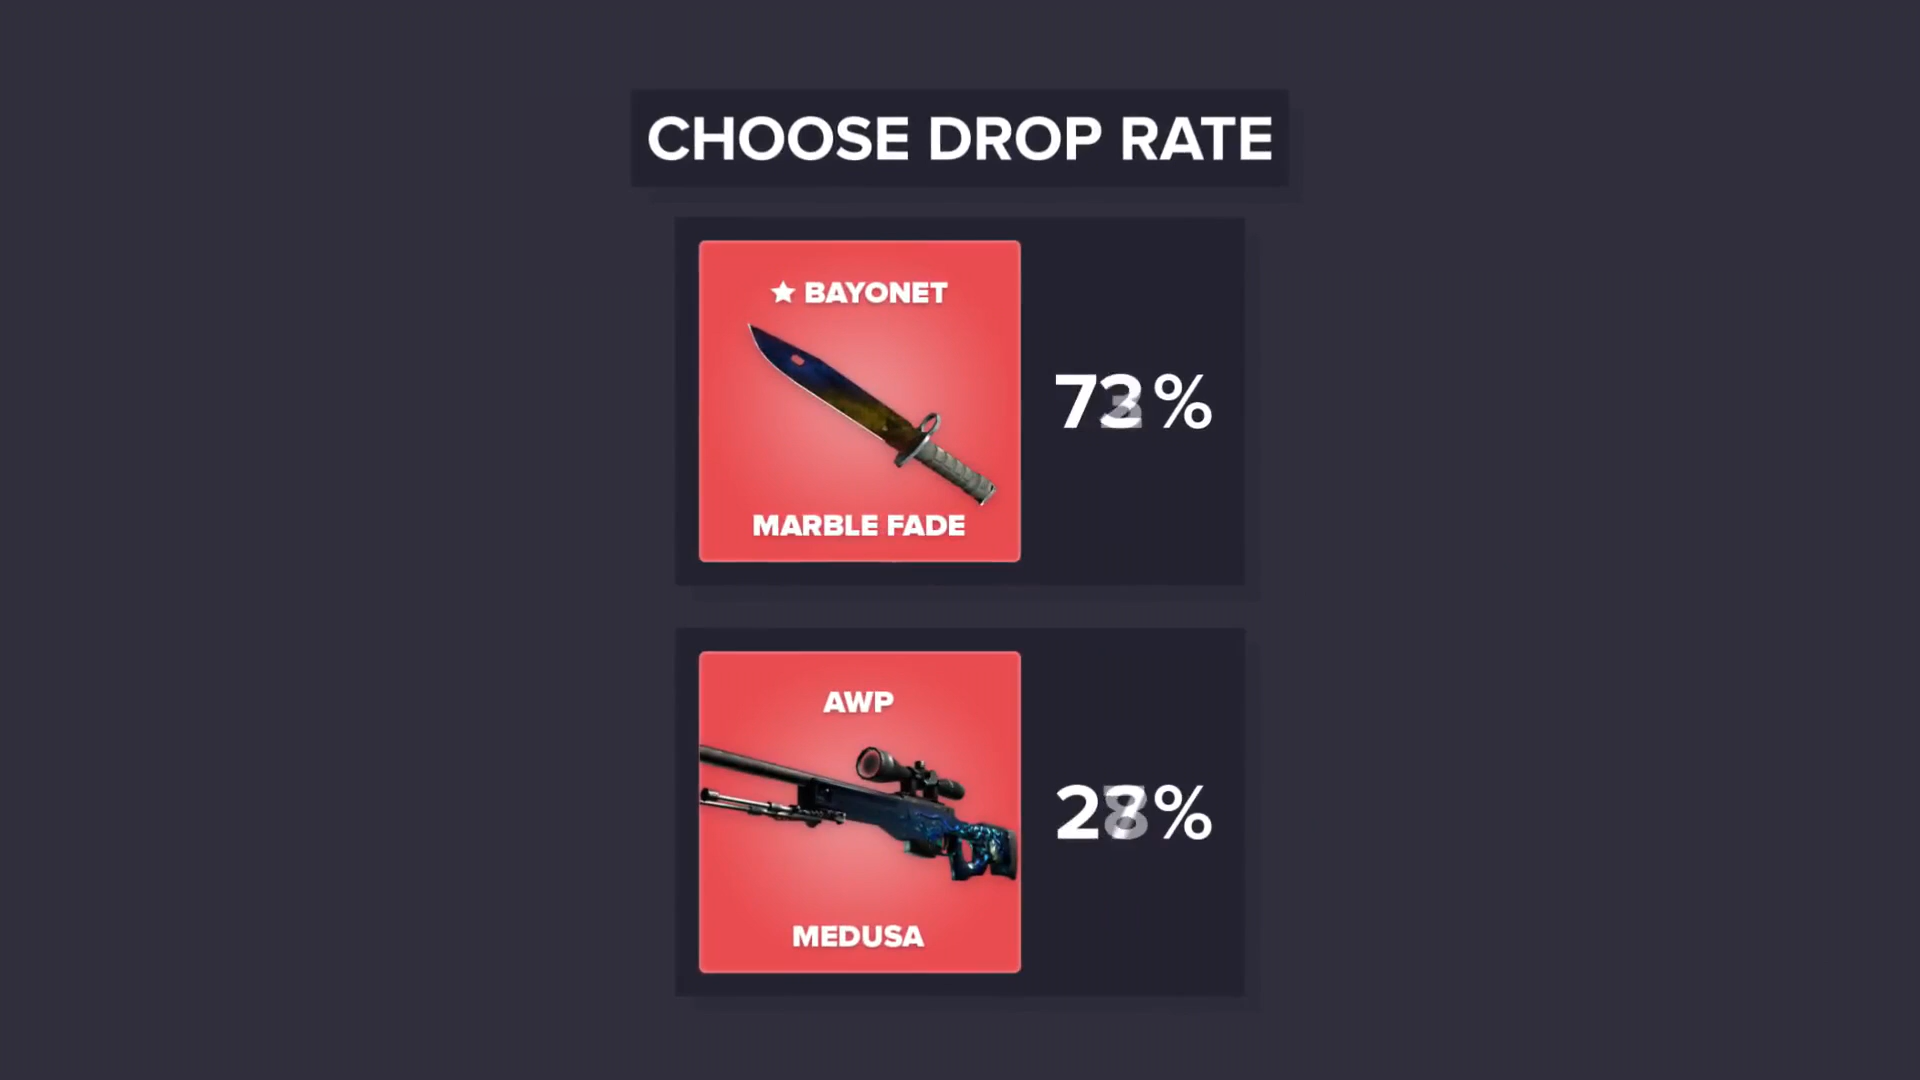 CHOOSE DROP RATE
★ BAYONET
MARBLE FADE
AWP
MEDUSA